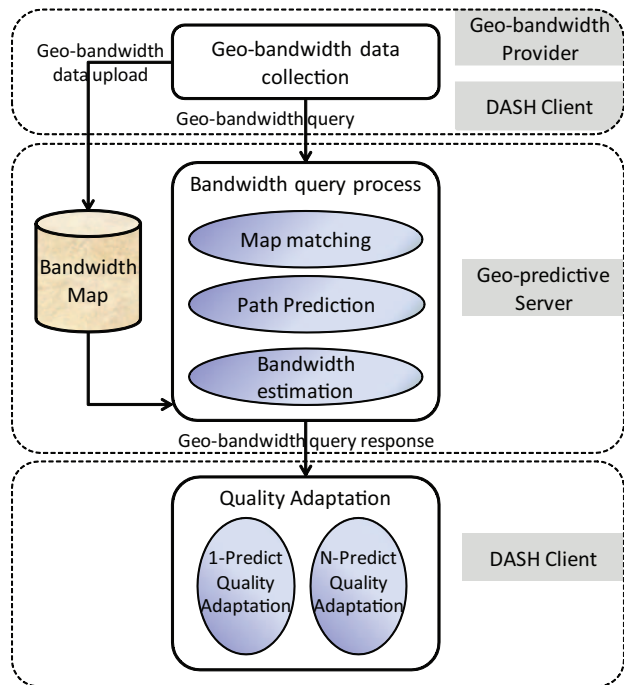 Geo-bandwidth
data upload
Geo-bandwidth data
collection
Geo-bandwidth
Provider
DASH Client
Geo-bandwidth query
Bandwidth query process
Map matching
Path Prediction
Bandwidth
estimation
Bandwidth
Map
Geo-predictive
Server
Geo-bandwidth query response
Quality Adaptation
1-Predict
Quality
Adaptation
N-Predict
Quality
Adaptation
DASH Client